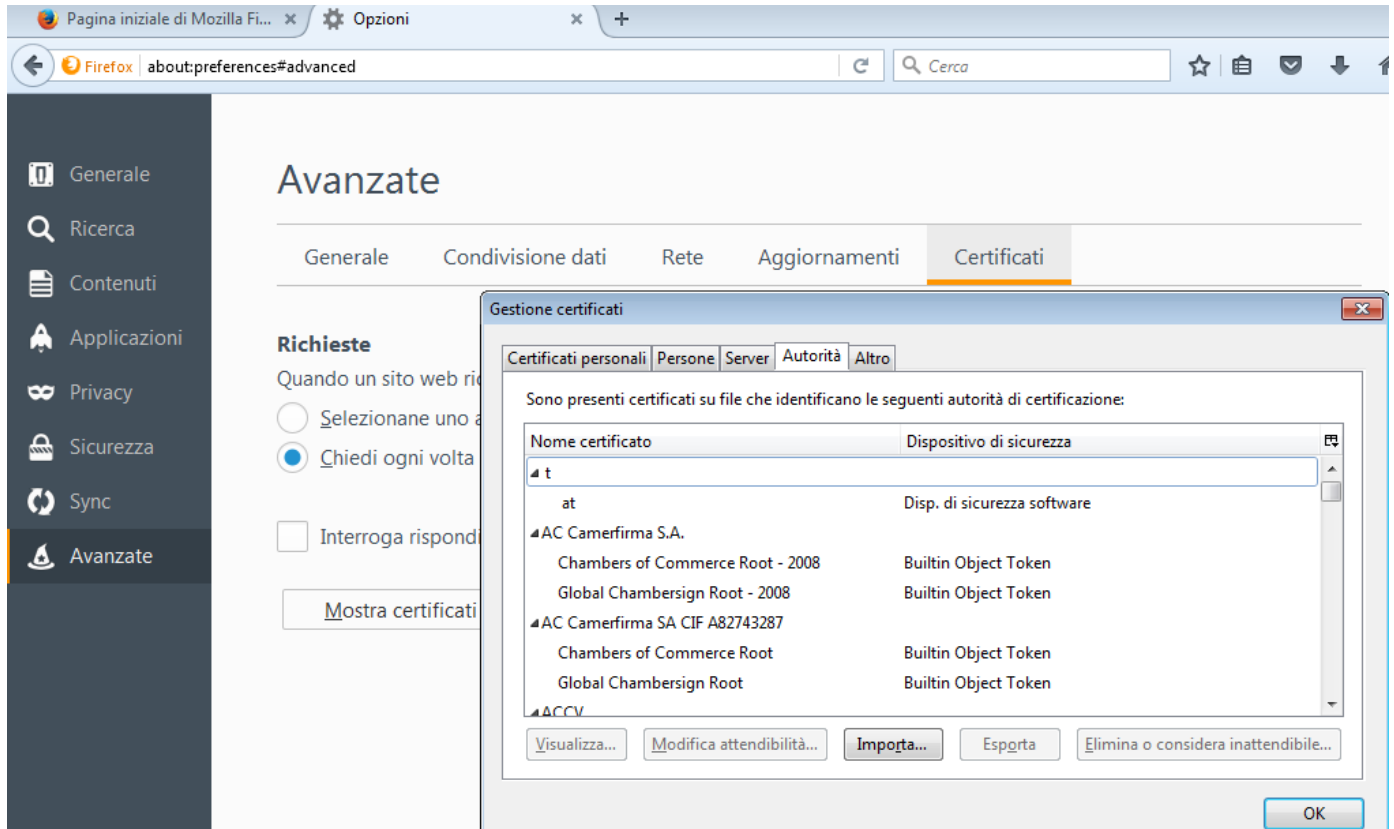 Pagina iniziale di Mozilla Fi...
Opzioni
Firefox about:preferences#advanced
Cerca
Generale
Ricerca
Contenuti
Applicazioni
Privacy
Sicurezza
Sync
Avanzate
Avanzate
Generale Condivisione dati Rete Aggiornamenti Certificati
Richieste
Quando un sito web ri
Selezionane uno a
Chiedi ogni volta
Interroga rispondi
Mostra certificati
Gestione certificati
Certificati personali Persone Server Autorità Altro
Sono presenti certificati su file che identificano le seguenti autorità di certificazione:
Nome certificato Dispositivo di sicurezza
t
at Disp. di sicurezza software
AC Camerfirma S.A.
Chambers of Commerce Root - 2008 Builtin Object Token
Global Chambersign Root - 2008 Builtin Object Token
AC Camerfirma SA CIF A82743287
Chambers of Commerce Root Builtin Object Token
Global Chambersign Root Builtin Object Token
ACCV
Visualizza... Modifica attendibilità... Importa... Esporta Elimina o considera inattendibile...
OK